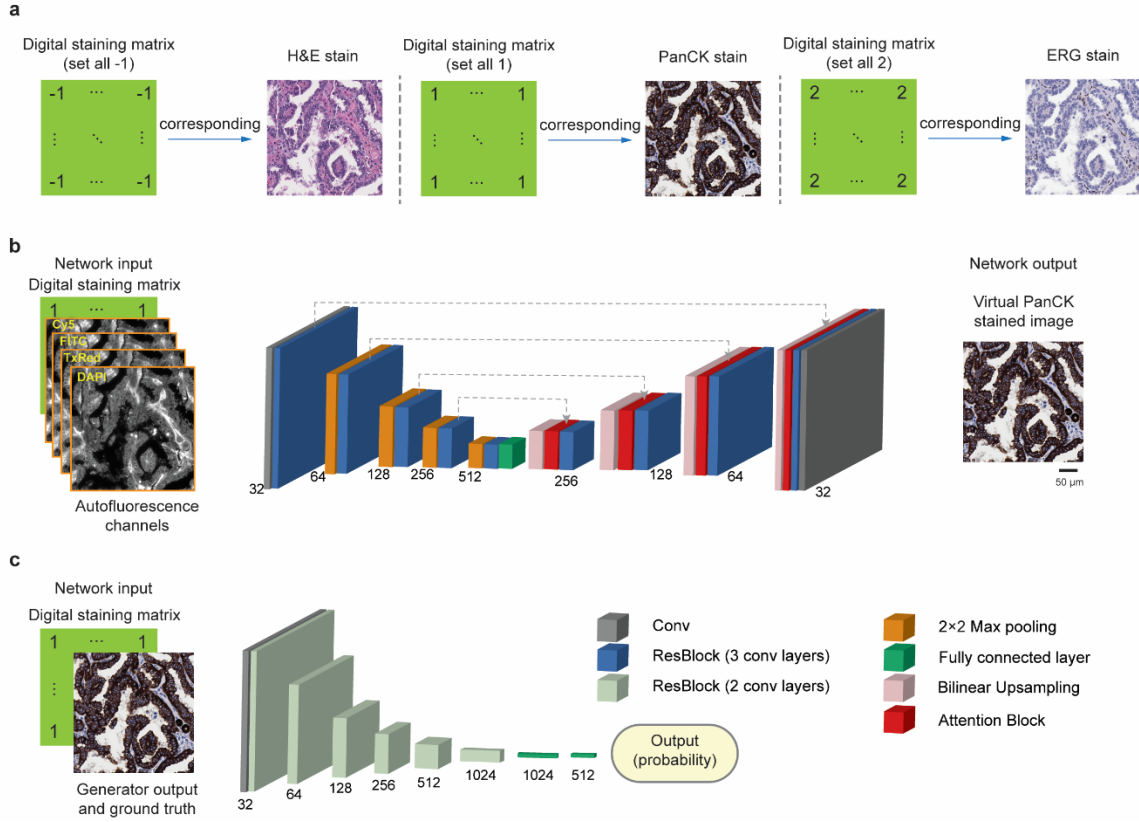 a
Digital staining matrix
(set all -1)
-1 ... -1
⋮ ⋱ ⋮
-1 ... -1
corresponding
H&E stain
Digital staining matrix
(set all 1)
1 ... 1
⋮ ⋱ ⋮
1 ... 1
corresponding
PanCK stain
Digital staining matrix
(set all 2)
2 ... 2
⋮ ⋱ ⋮
2 ... 2
corresponding
ERG stain
b
Network input
Digital staining matrix
1 ... 1
Cy5
FITC
TxRed
DAPI
Autofluorescence
channels
32
64
128
256
512
256
128
64
32
Network output
Virtual PanCK
stained image
50 μm
c
Network input
Digital staining matrix
1 ... 1
⋮
1
Generator output
and ground truth
32
64
128
256
512
1024
1024
512
Output
(probability)
Conv
ResBlock (3 conv layers)
ResBlock (2 conv layers)
2×2 Max pooling
Fully connected layer
Bilinear Upsampling
Attention Block